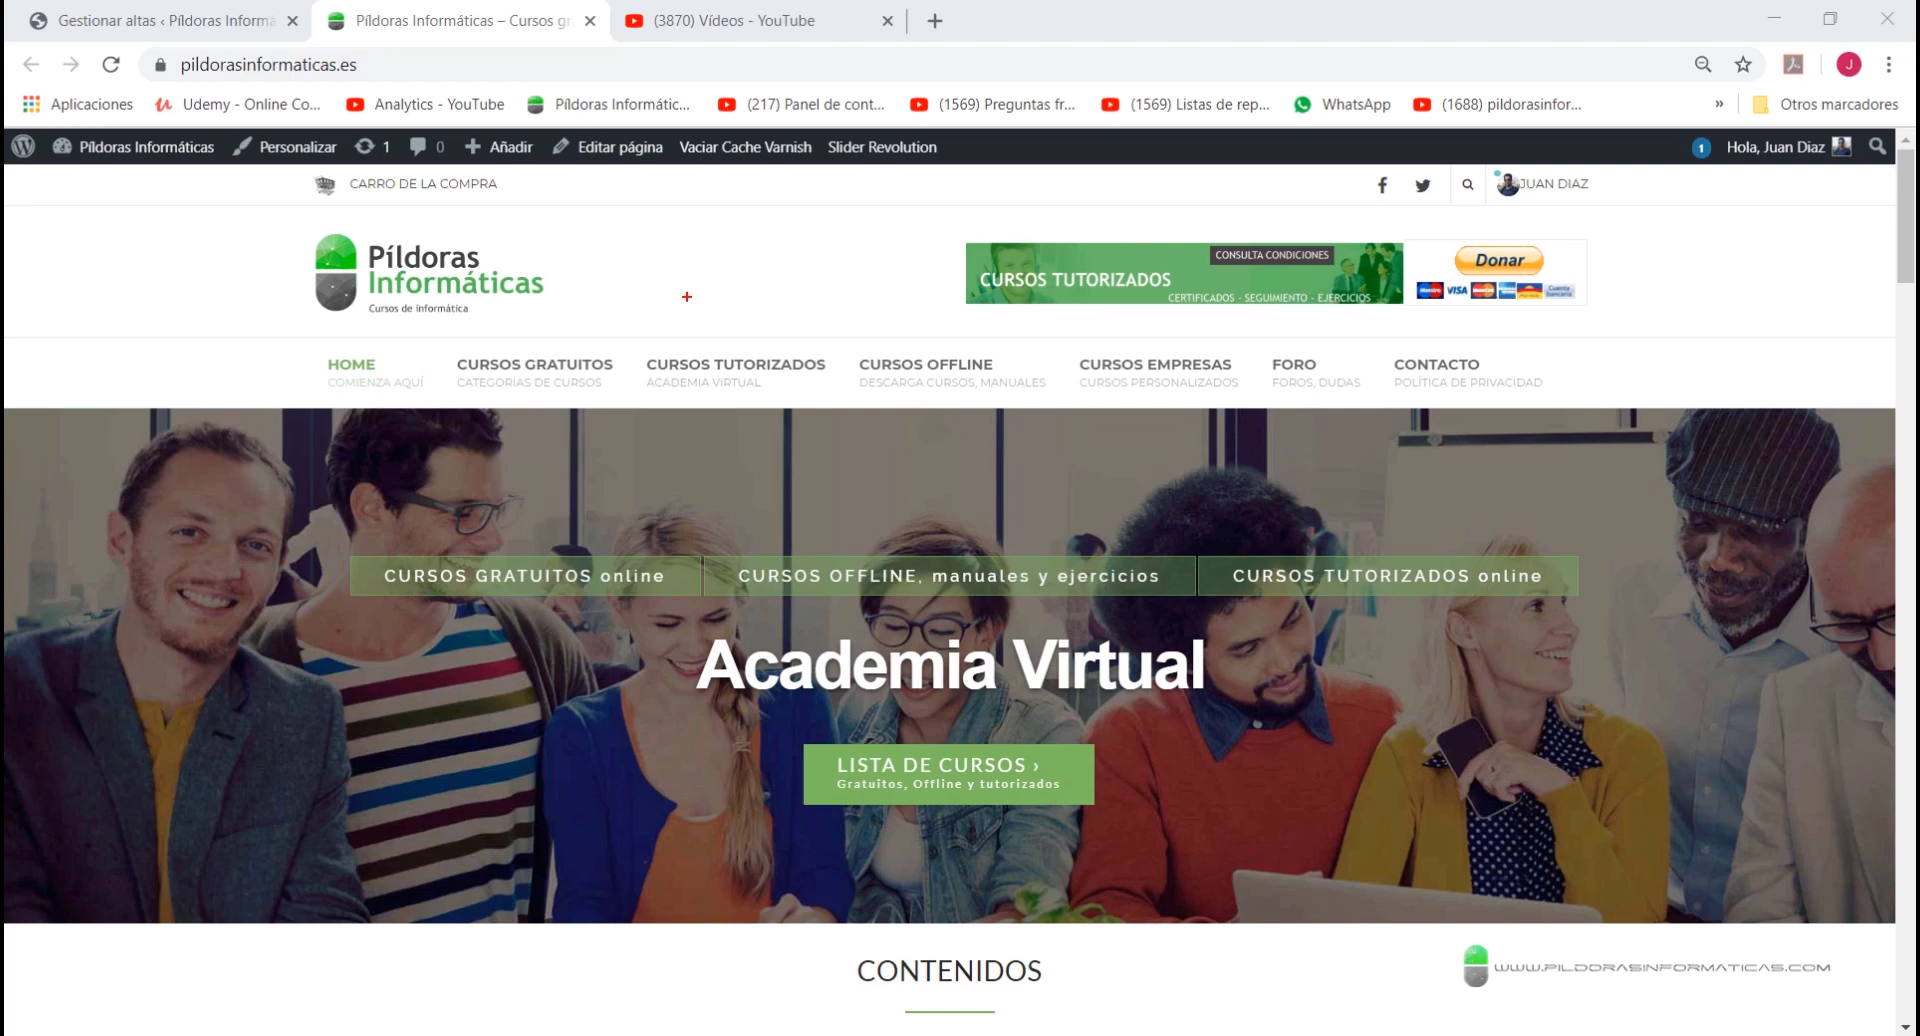 Gestionar altas ‹ Píldoras Informá
Píldoras Informáticas – Cursos gr
(3870) Vídeos - YouTube
pildorasinformaticas.es
J
Aplicaciones
Udemy - Online Co...
Analytics - YouTube
Píldoras Informátic...
(217) Panel de cont...
(1569) Preguntas fr...
(1569) Listas de rep...
WhatsApp
(1688) pildorasinfor...
»
Otros marcadores
Píldoras Informáticas
Personalizar
1
0
Añadir
Editar página
Vaciar Cache Varnish
Slider Revolution
1
Hola, Juan Diaz
CARRO DE LA COMPRA
JUAN DIAZ
Píldoras
Informáticas
Cursos de informática
CONSULTA CONDICIONES
CURSOS TUTORIZADOS
CERTIFICADOS - SEGUIMIENTO - EJERCICIOS
Donar
Maestro VISA Cuenta bancaria
HOME
COMIENZA AQUÍ
CURSOS GRATUITOS
CATEGORÍAS DE CURSOS
CURSOS TUTORIZADOS
ACADEMIA VIRTUAL
CURSOS OFFLINE
DESCARGA CURSOS, MANUALES
CURSOS EMPRESAS
CURSOS PERSONALIZADOS
FORO
FOROS, DUDAS
CONTACTO
POLÍTICA DE PRIVACIDAD
CURSOS GRATUITOS online
CURSOS OFFLINE, manuales y ejercicios
CURSOS TUTORIZADOS online
Academia Virtual
LISTA DE CURSOS ›
Gratuitos, Offline y tutorizados
CONTENIDOS
WWW.PILDORASINFORMATICAS.COM